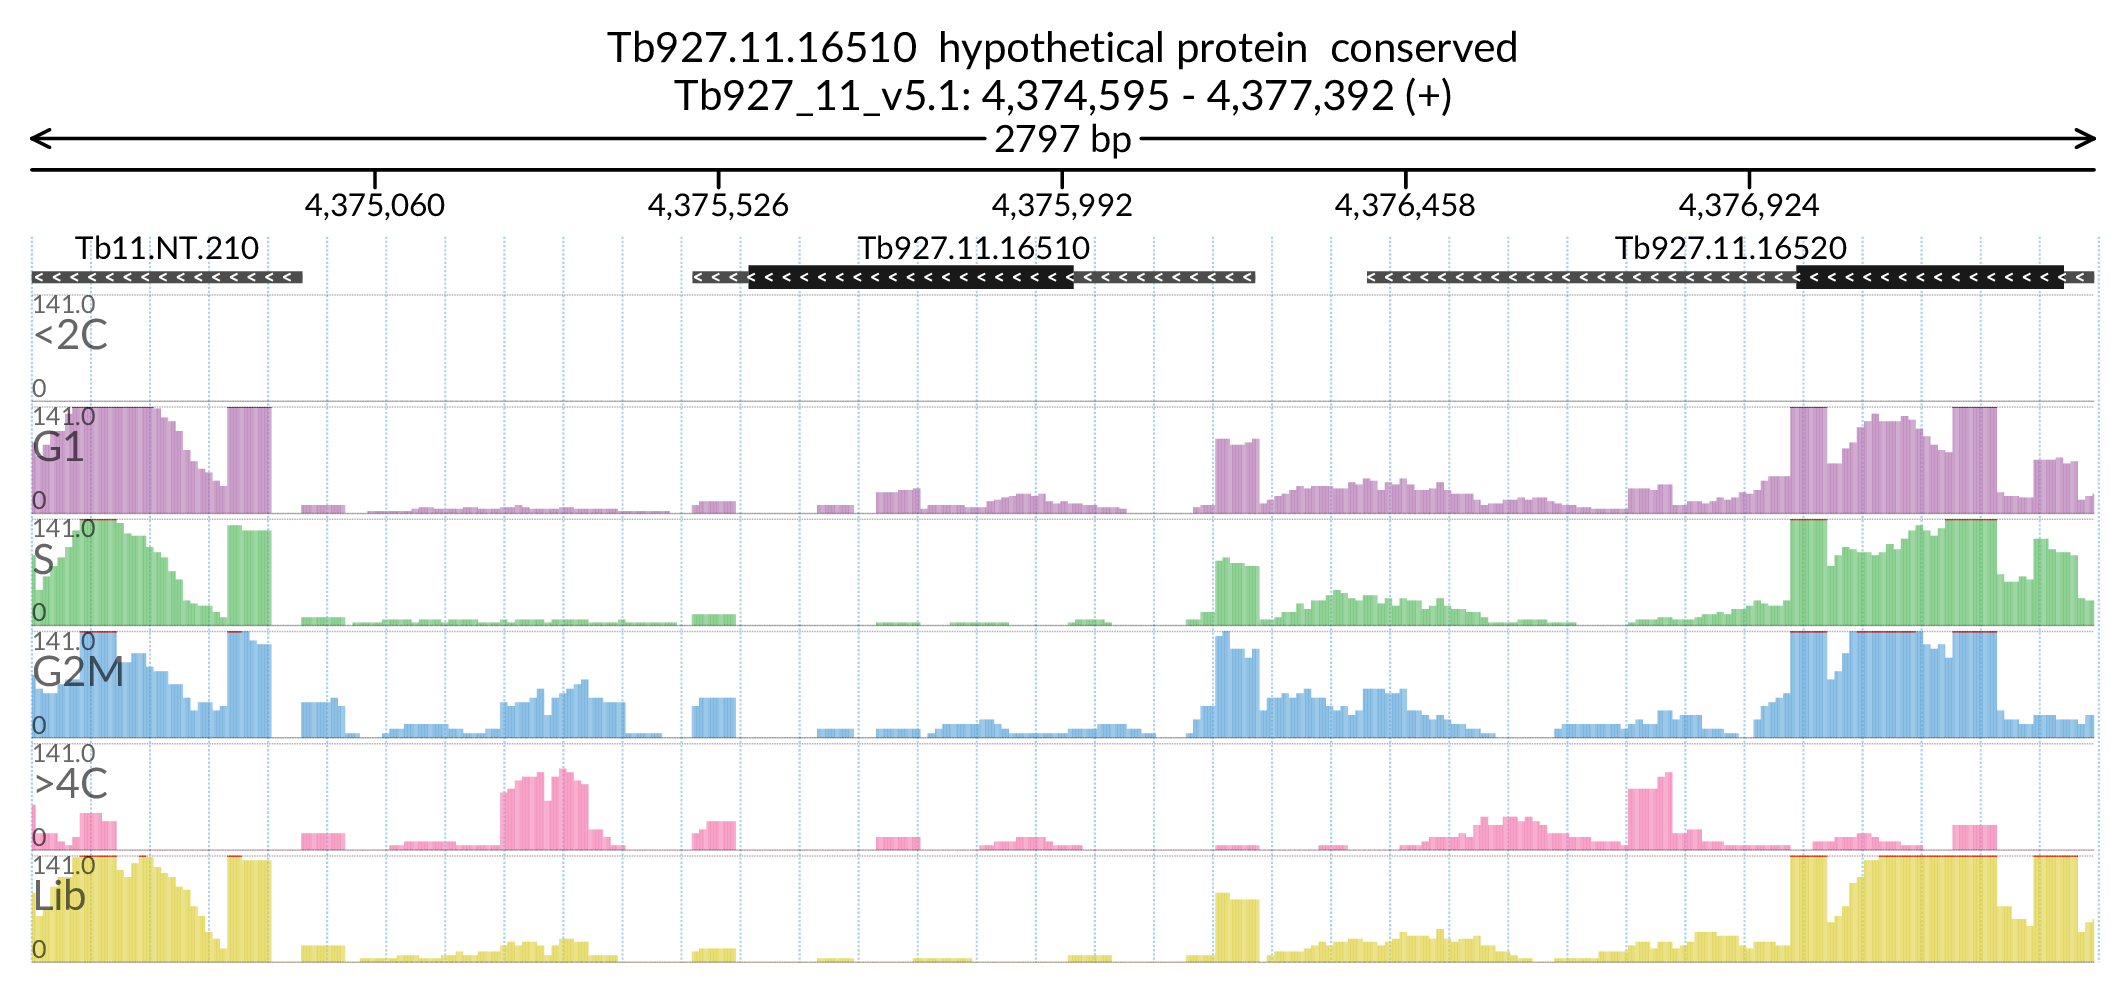 Tb927.11.16510 hypothetical protein conserved
Tb927_11_v5.1: 4,374,595 - 4,377,392 (+)
2797 bp
4,375,060 4,375,526 4,375,992 4,376,458 4,376,924
Tb11.NT.210 Tb927.11.16510 Tb927.11.16520
141.0
<2C
0
141.0
G1
0
141.0
S
0
141.0
G2M
0
141.0
>4C
0
141.0
Lib
0